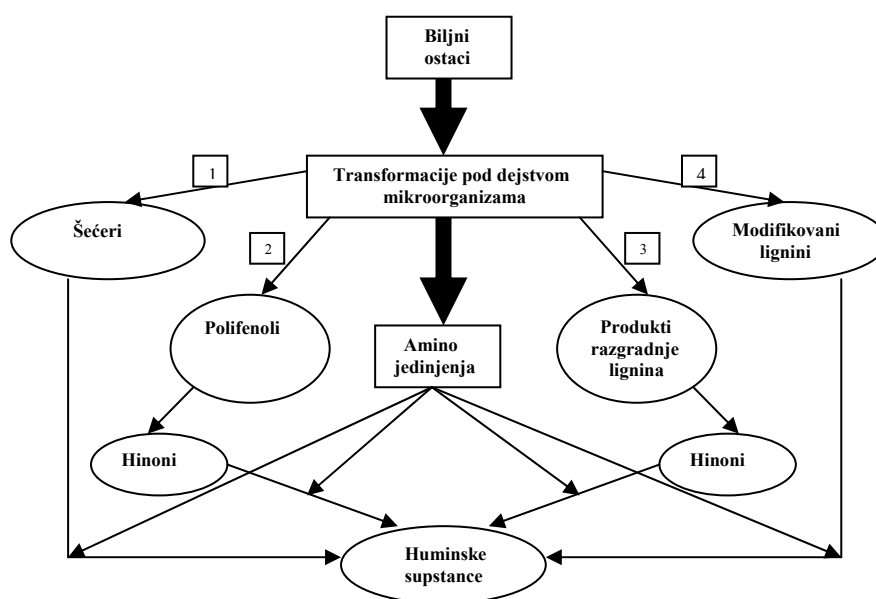 Biljni
ostaci
1
Transformacije pod dejstvom
mikroorganizama
4
Šećeri
2
3
Modifikovani
lignini
Polifenoli
Amino
jedinjenja
Produkti
razgradnje
lignina
Hinoni
Hinoni
Huminske
supstance